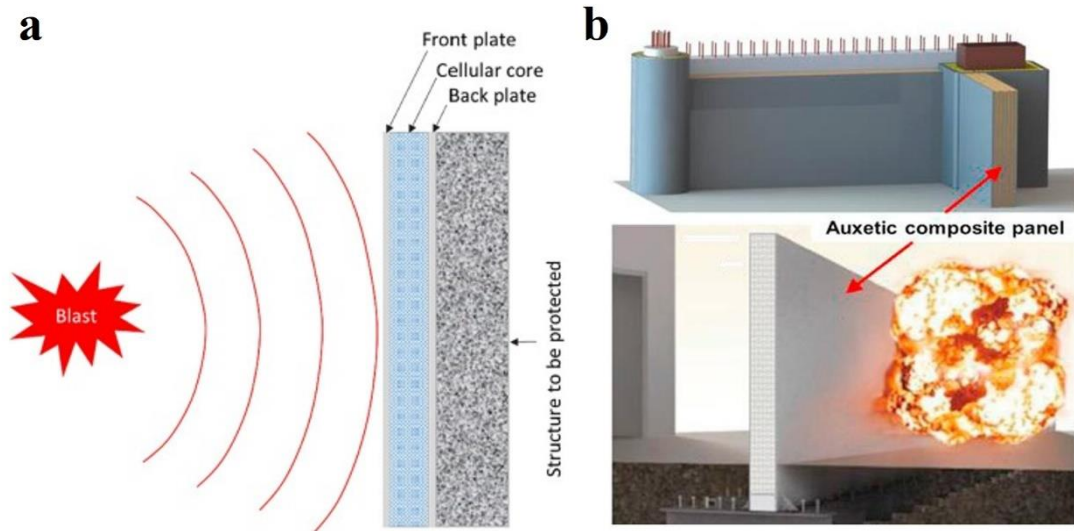 a
Front plate
Cellular core
Back plate
Blast
Structure to be protected
b
Auxetic composite panel